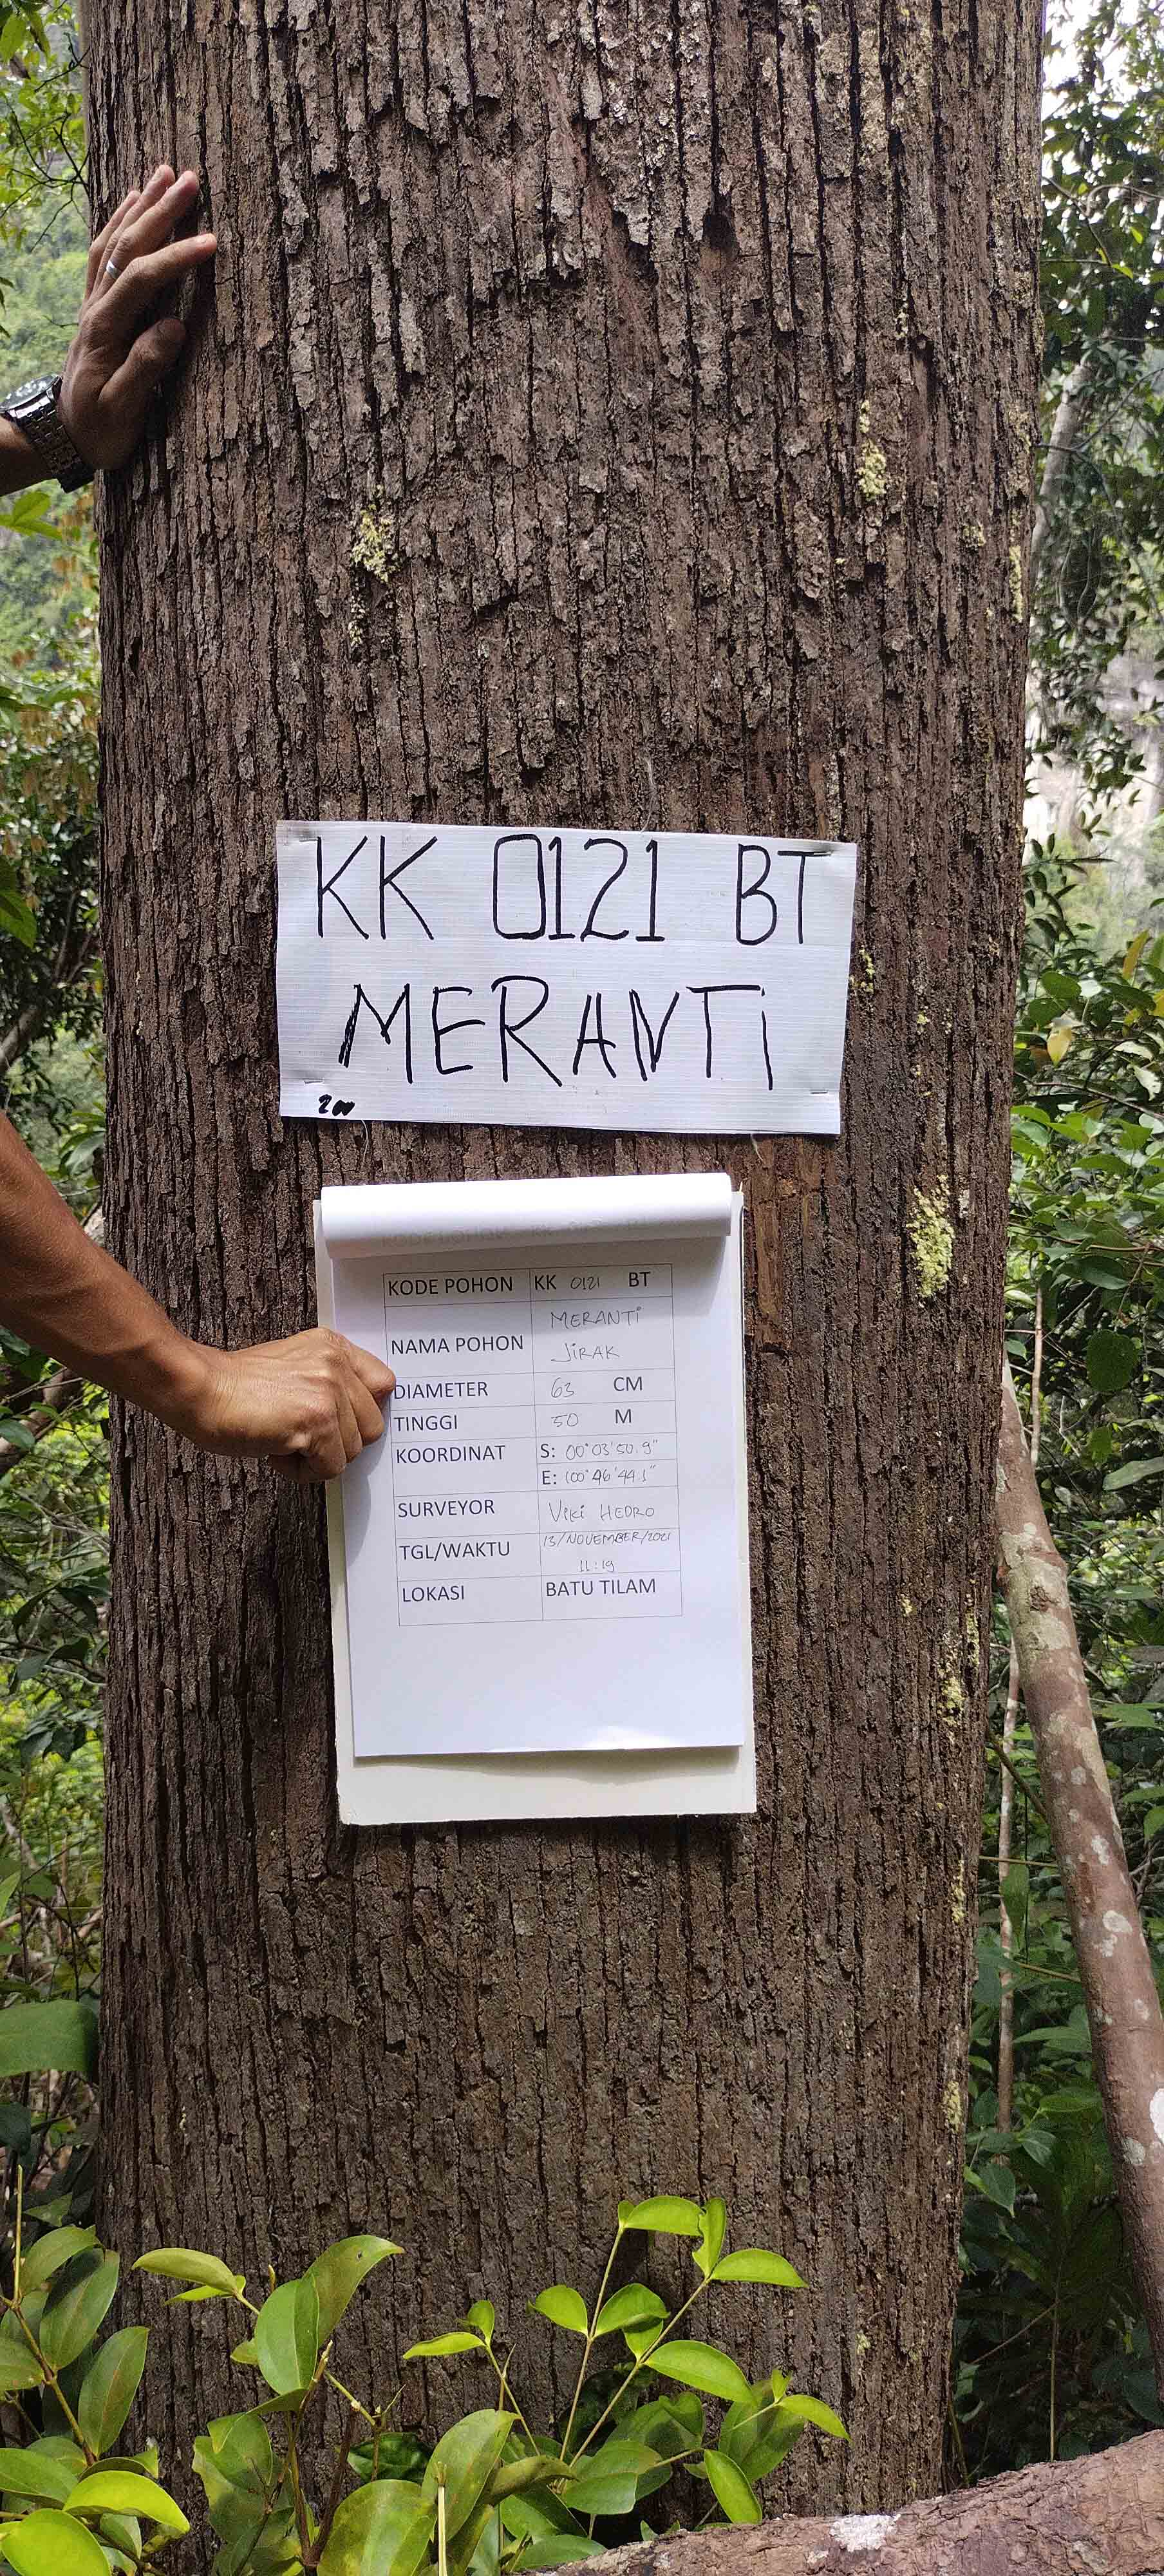 KK 0121 BT
MERANTi
200
KODE POHON KK 0121 BT
NAMA POHON MERANTi
JiRAK
DIAMETER 63 CM
TINGGI 50 M
KOORDINAT S: 00°03'50.9"
E: 100°46'44.1"
SURVEYOR Viki HEDRO
TGL/WAKTU 13/NOVEMBER/2021
11:19
LOKASI BATU TILAM